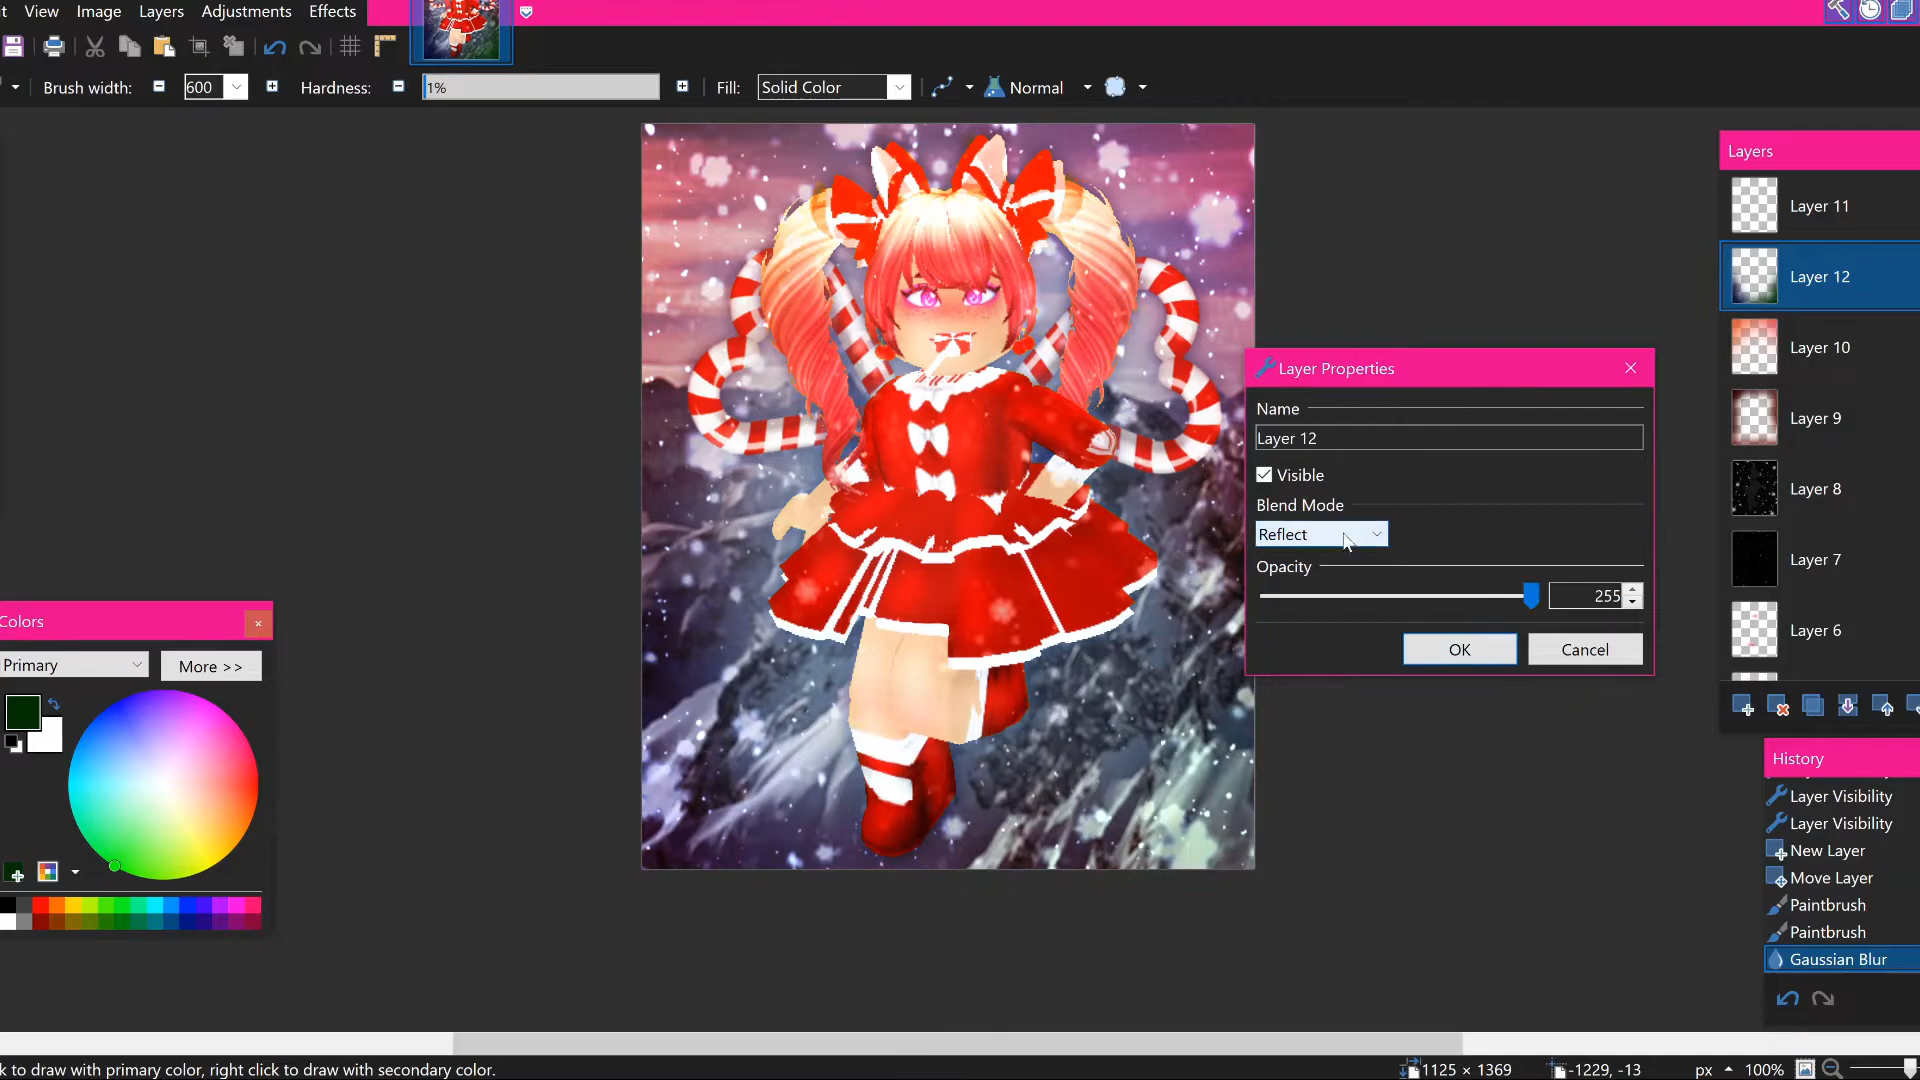 View Image Layers Adjustments Effects
Brush width: 600 Hardness: 1% Fill: Solid Color Normal
Layers
Layer 11
Layer 12
Layer 10
Layer 9
Layer 8
Layer 7
Layer 6
Layer Properties
Name
Layer 12
Visible
Blend Mode
Reflect
Opacity
255
OK Cancel
Colors
Primary More >>
History
Layer Visibility
Layer Visibility
New Layer
Move Layer
Paintbrush
Paintbrush
Gaussian Blur
k to draw with primary color, right click to draw with secondary color. 1125 × 1369 -1229, -13 px 100%